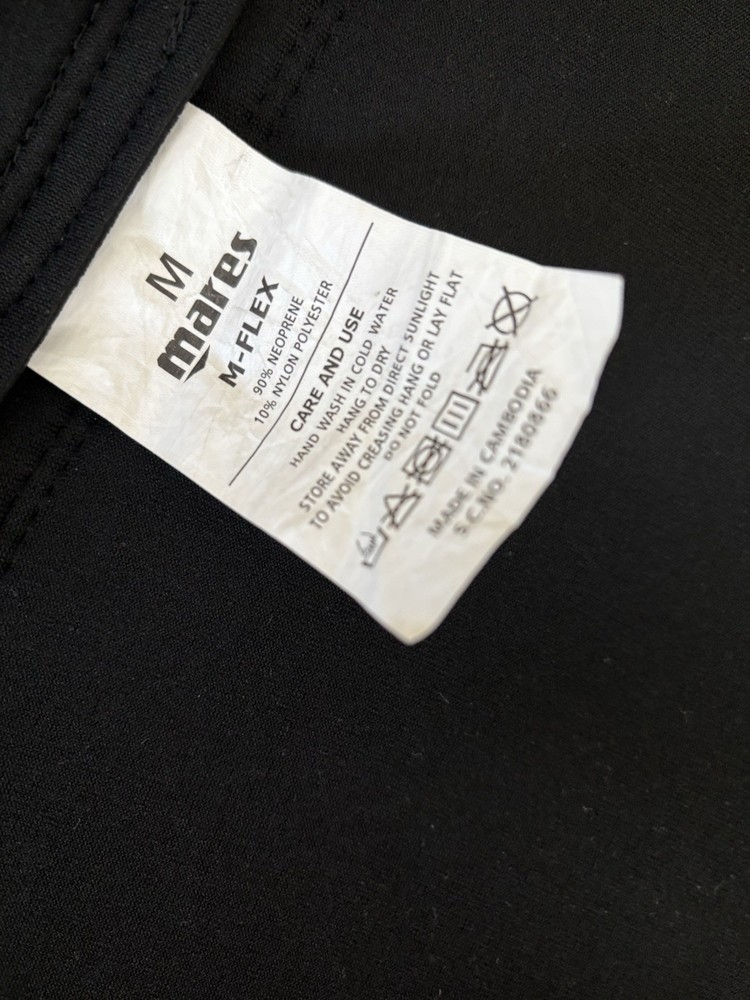 M
mares
M-FLEX
90% NEOPRENE
10% NYLON POLYESTER
CARE AND USE
HAND WASH IN COLD WATER
HANG TO DRY
STORE AWAY FROM DIRECT SUNLIGHT
TO AVOID CREASING HANG OR LAY FLAT
DO NOT FOLD
MADE IN CAMBODIA
S.C.NO. 2180866